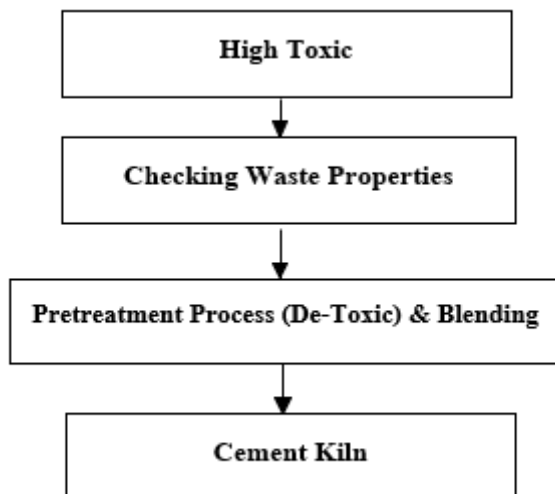 High Toxic
Checking Waste Properties
Pretreatment Process (De-Toxic) & Blending
Cement Kiln